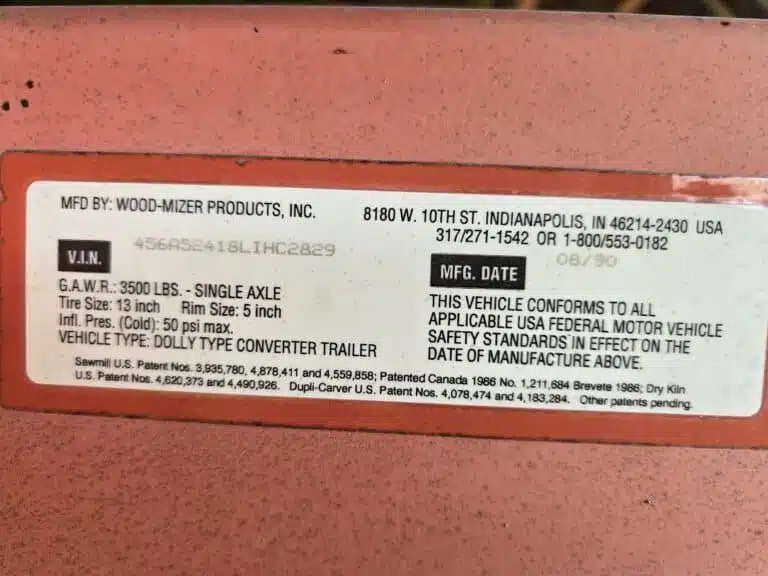 MFD BY: WOOD-MIZER PRODUCTS, INC. 8180 W. 10TH ST. INDIANAPOLIS, IN 46214-2430 USA
317/271-1542 OR 1-800/553-0182
V.I.N. 456A52418LIHC2829
MFG. DATE 08/90
G.A.W.R.: 3500 LBS. - SINGLE AXLE
Tire Size: 13 inch Rim Size: 5 inch
Infl. Pres. (Cold): 50 psi max.
VEHICLE TYPE: DOLLY TYPE CONVERTER TRAILER
THIS VEHICLE CONFORMS TO ALL
APPLICABLE USA FEDERAL MOTOR VEHICLE
SAFETY STANDARDS IN EFFECT ON THE
DATE OF MANUFACTURE ABOVE.
Sawmill U.S. Patent Nos. 3,935,780, 4,878,411 and 4,559,858; Patented Canada 1986 No. 1,211,684 Brevete 1986; Dry Kiln
U.S. Patent Nos. 4,620,373 and 4,490,926. Dupli-Carver U.S. Patent Nos. 4,078,474 and 4,183,284. Other patents pending.